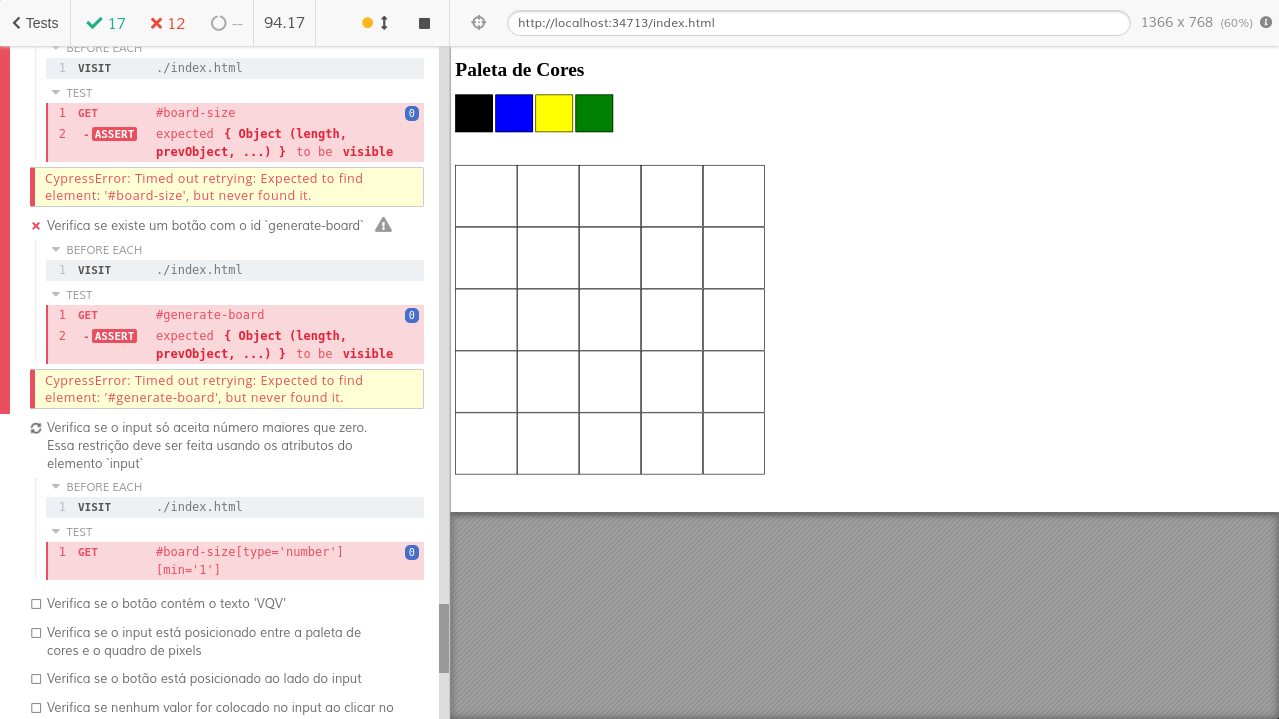 Tests
17
12
--
94.17
http://localhost:34713/index.html
1366 x 768 (60%)
BEFORE EACH
1 VISIT ./index.html
TEST
1 GET #board-size 0
2 -ASSERT expected { Object (length,
prevObject, ...) } to be visible
CypressError: Timed out retrying: Expected to find
element: '#board-size', but never found it.
Verifica se existe um botão com o id `generate-board`
BEFORE EACH
1 VISIT ./index.html
TEST
1 GET #generate-board 0
2 -ASSERT expected { Object (length,
prevObject, ...) } to be visible
CypressError: Timed out retrying: Expected to find
element: '#generate-board', but never found it.
Verifica se o input só aceita número maiores que zero.
Essa restrição deve ser feita usando os atributos do
elemento `input`
BEFORE EACH
1 VISIT ./index.html
TEST
1 GET #board-size[type='number'] 0
[min='1']
Verifica se o botão contém o texto 'VQV'
Verifica se o input está posicionado entre a paleta de
cores e o quadro de pixels
Verifica se o botão está posicionado ao lado do input
Verifica se nenhum valor for colocado no input ao clicar no
Paleta de Cores